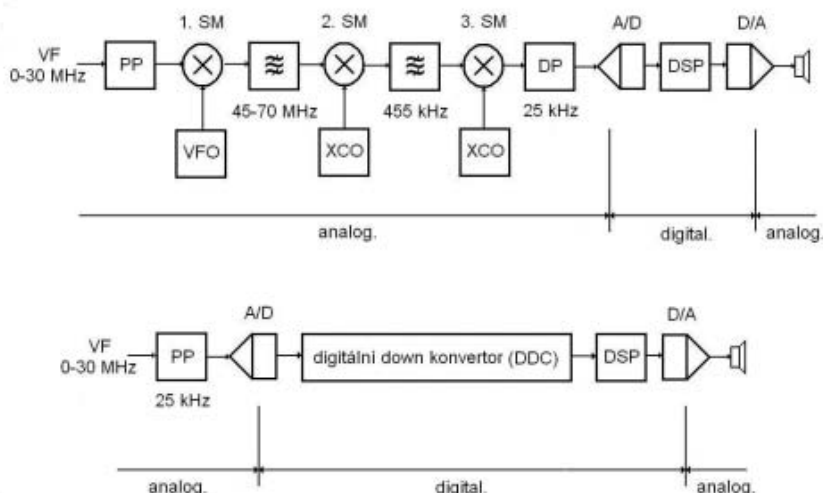 1. SM 2. SM 3. SM A/D D/A
VF
0-30 MHz
PP DP DSP
45-70 MHz 455 kHz 25 kHz
VFO XCO XCO
analog. digital. analog.
A/D D/A
VF
0-30 MHz
PP digitální down konvertor (DDC) DSP
25 kHz
analog. digital. analog.